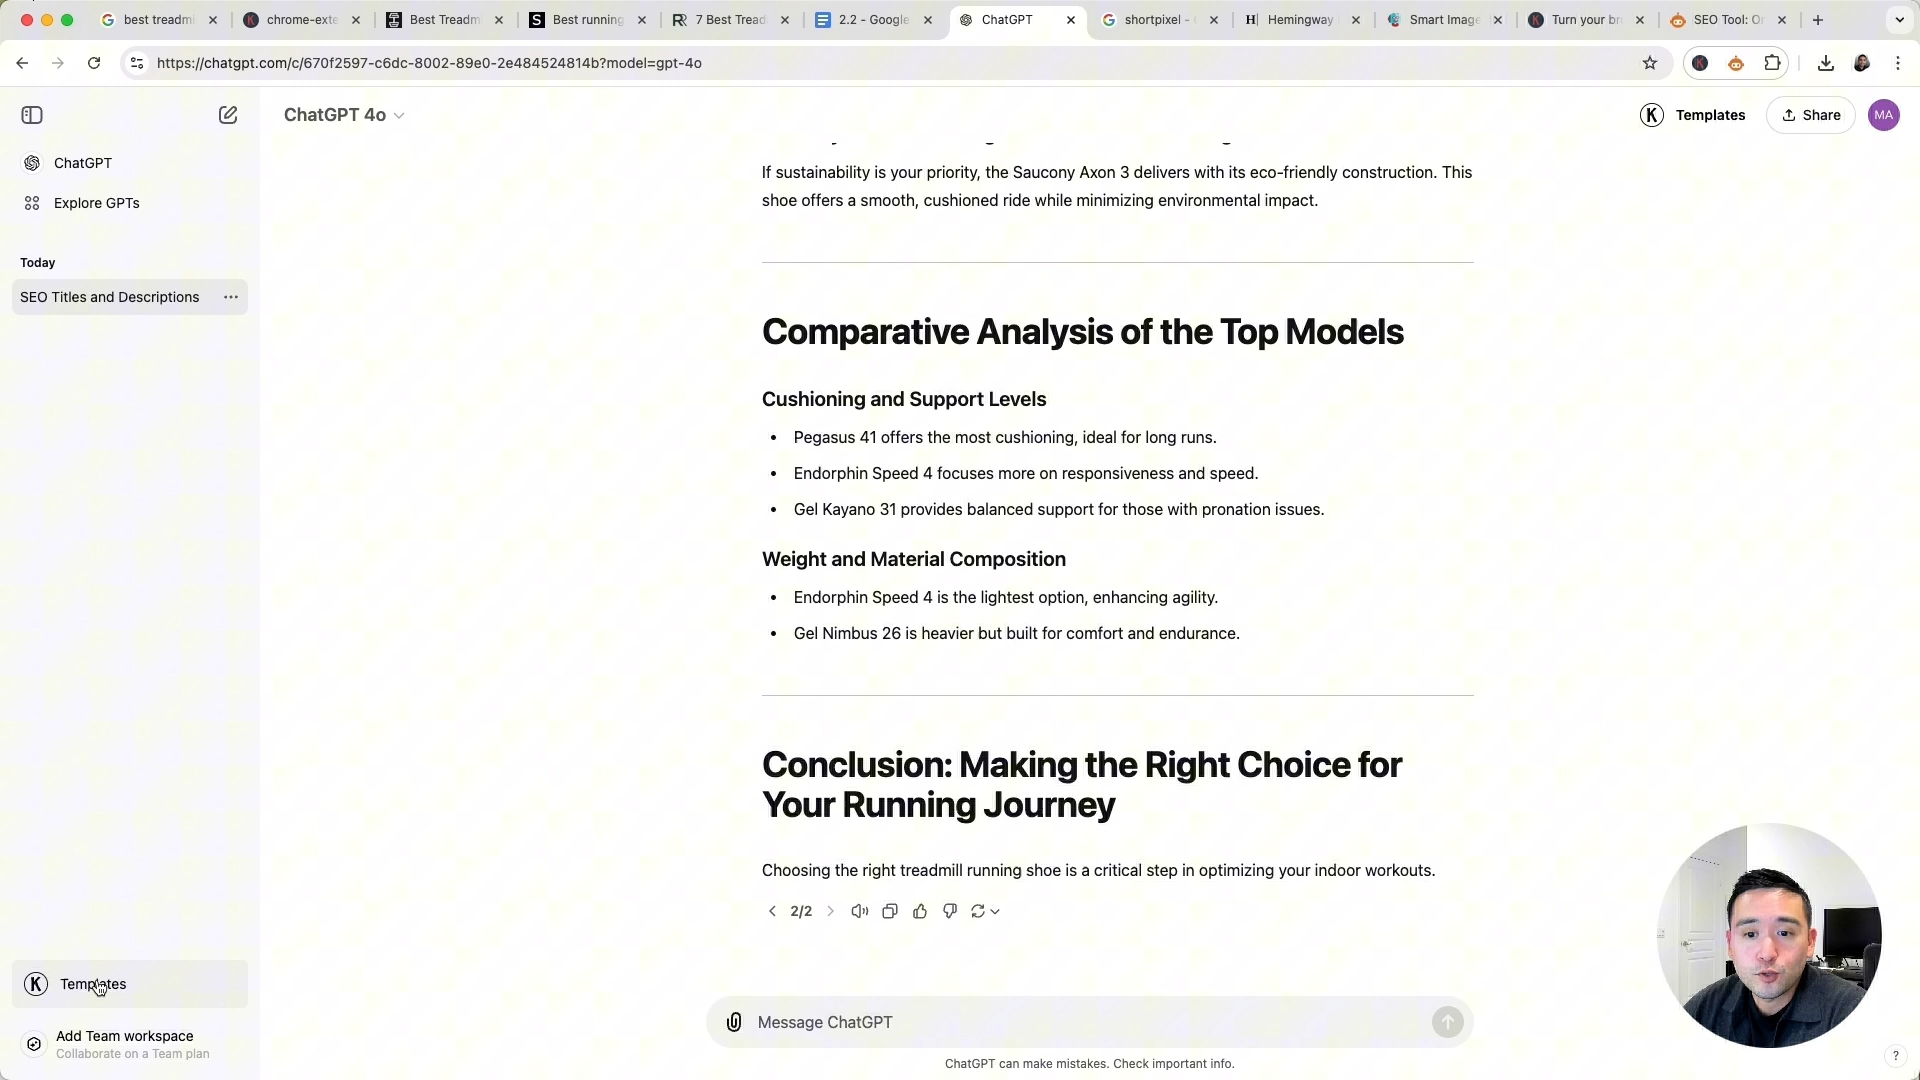 best treadmi
chrome-exte
Best Treadm
Best running
7 Best Tread
2.2 - Google
ChatGPT
shortpixel -
Hemingway
Smart Image
Turn your br
SEO Tool: O
https://chatgpt.com/c/670f2597-c6dc-8002-89e0-2e484524814b?model=gpt-4o
ChatGPT 4o
Templates
Share
MA
ChatGPT
Explore GPTs
Today
SEO Titles and Descriptions
If sustainability is your priority, the Saucony Axon 3 delivers with its eco-friendly construction. This
shoe offers a smooth, cushioned ride while minimizing environmental impact.
Comparative Analysis of the Top Models
Cushioning and Support Levels
• Pegasus 41 offers the most cushioning, ideal for long runs.
• Endorphin Speed 4 focuses more on responsiveness and speed.
• Gel Kayano 31 provides balanced support for those with pronation issues.
Weight and Material Composition
• Endorphin Speed 4 is the lightest option, enhancing agility.
• Gel Nimbus 26 is heavier but built for comfort and endurance.
Conclusion: Making the Right Choice for
Your Running Journey
Choosing the right treadmill running shoe is a critical step in optimizing your indoor workouts.
2/2
Templates
Add Team workspace
Collaborate on a Team plan
Message ChatGPT
ChatGPT can make mistakes. Check important info.
?